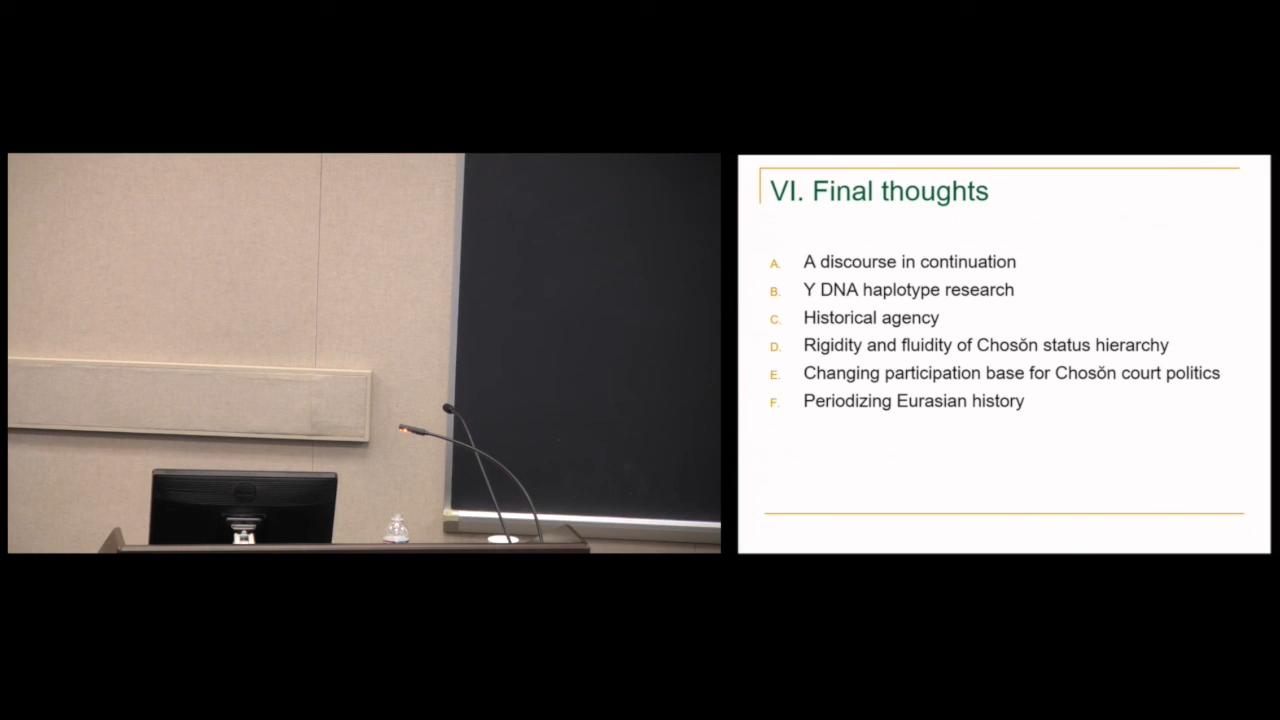 VI. Final thoughts
A. A discourse in continuation
B. Y DNA haplotype research
C. Historical agency
D. Rigidity and fluidity of Chosŏn status hierarchy
E. Changing participation base for Chosŏn court politics
F. Periodizing Eurasian history